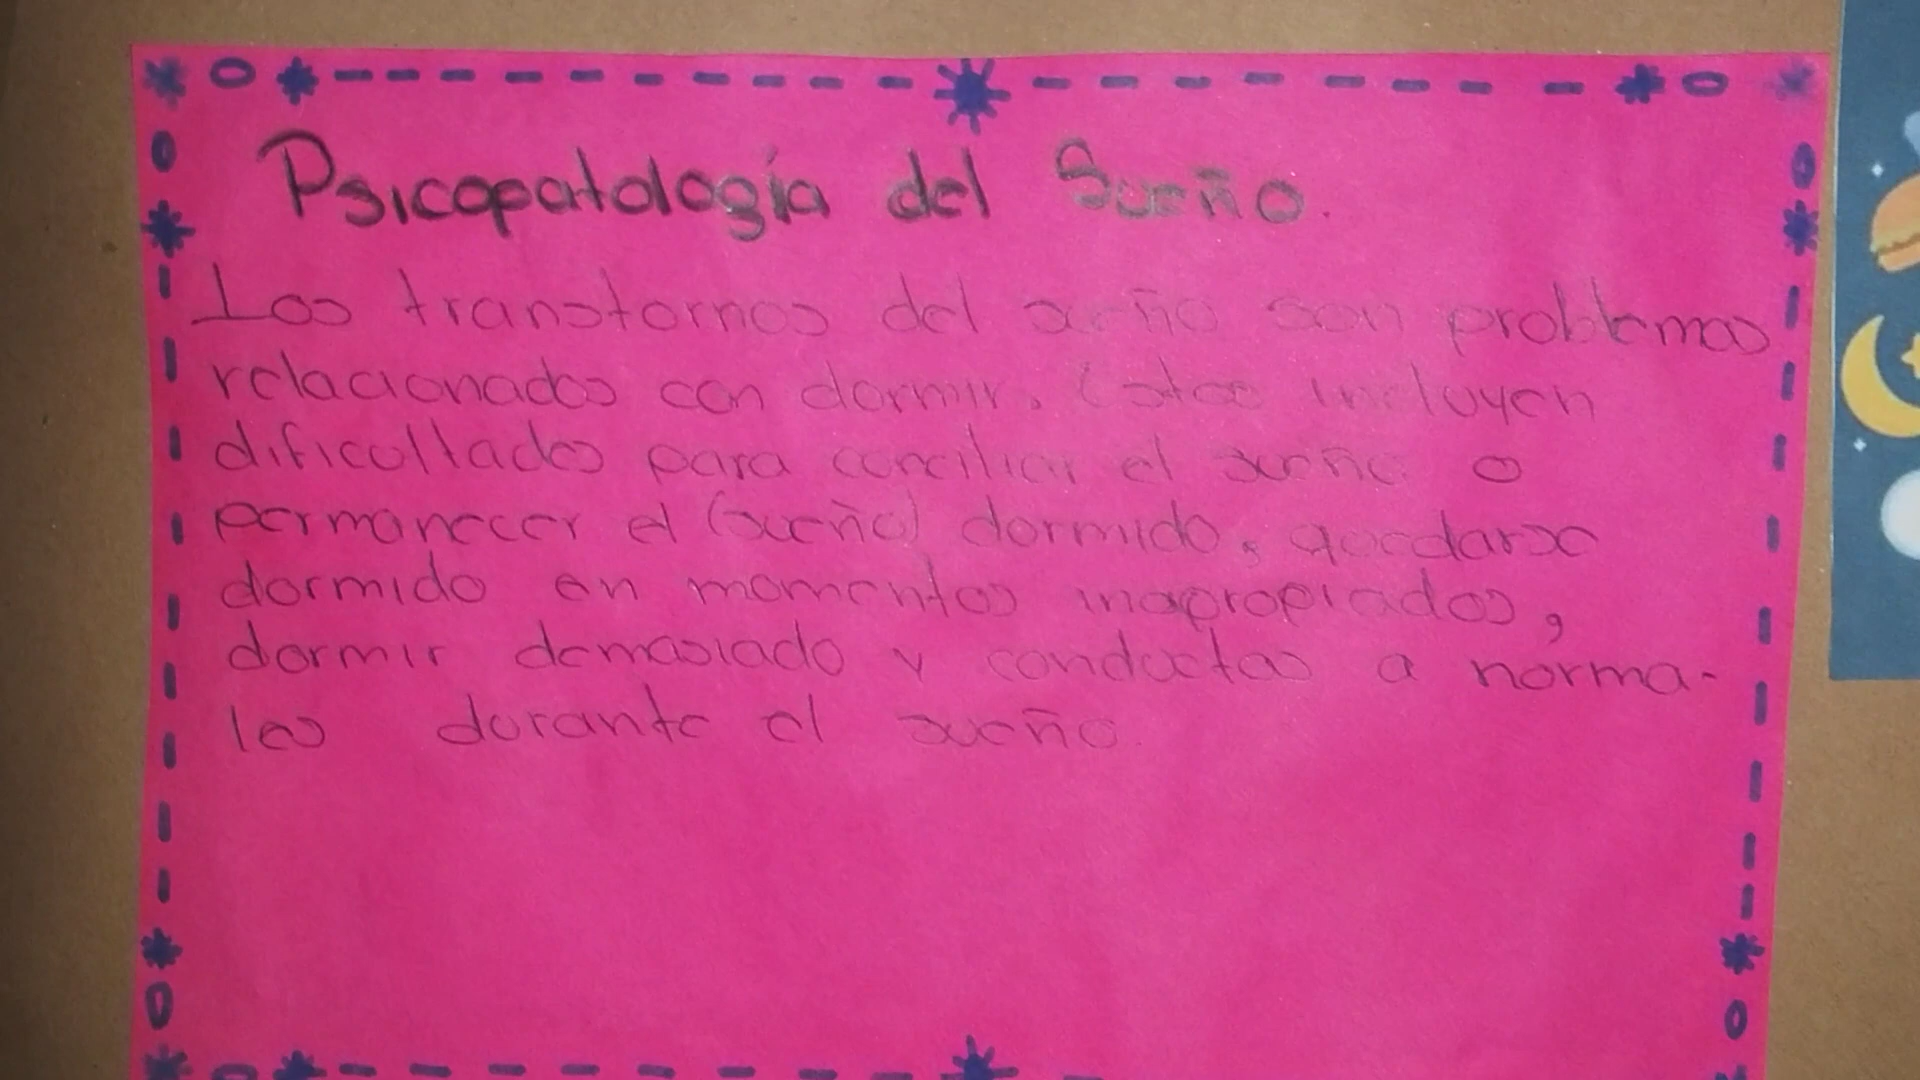 Psicopatología del Sueño.
Los transtornos del sueño son problemas
relacionados con dormir. Estos incluyen
dificultades para conciliar el sueño o
permanecer el (sueño) dormido, quedarse
dormido en momentos inapropiados,
dormir demasiado y conductas a norma-
les durante el sueño.